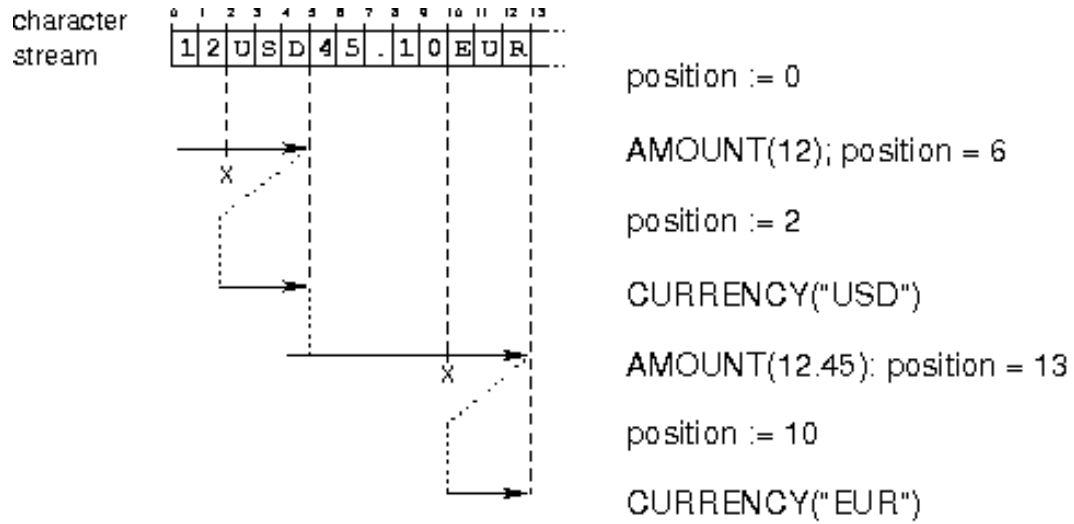 character
stream
0 1 2 3 4 5 6 7 8 9 10 11 12 13
1 2 U S D 4 5 . 1 0 E U R
position := 0
AMOUNT(12); position = 6
X
position := 2
CURRENCY("USD")
AMOUNT(12.45): position = 13
X
position := 10
CURRENCY("EUR")